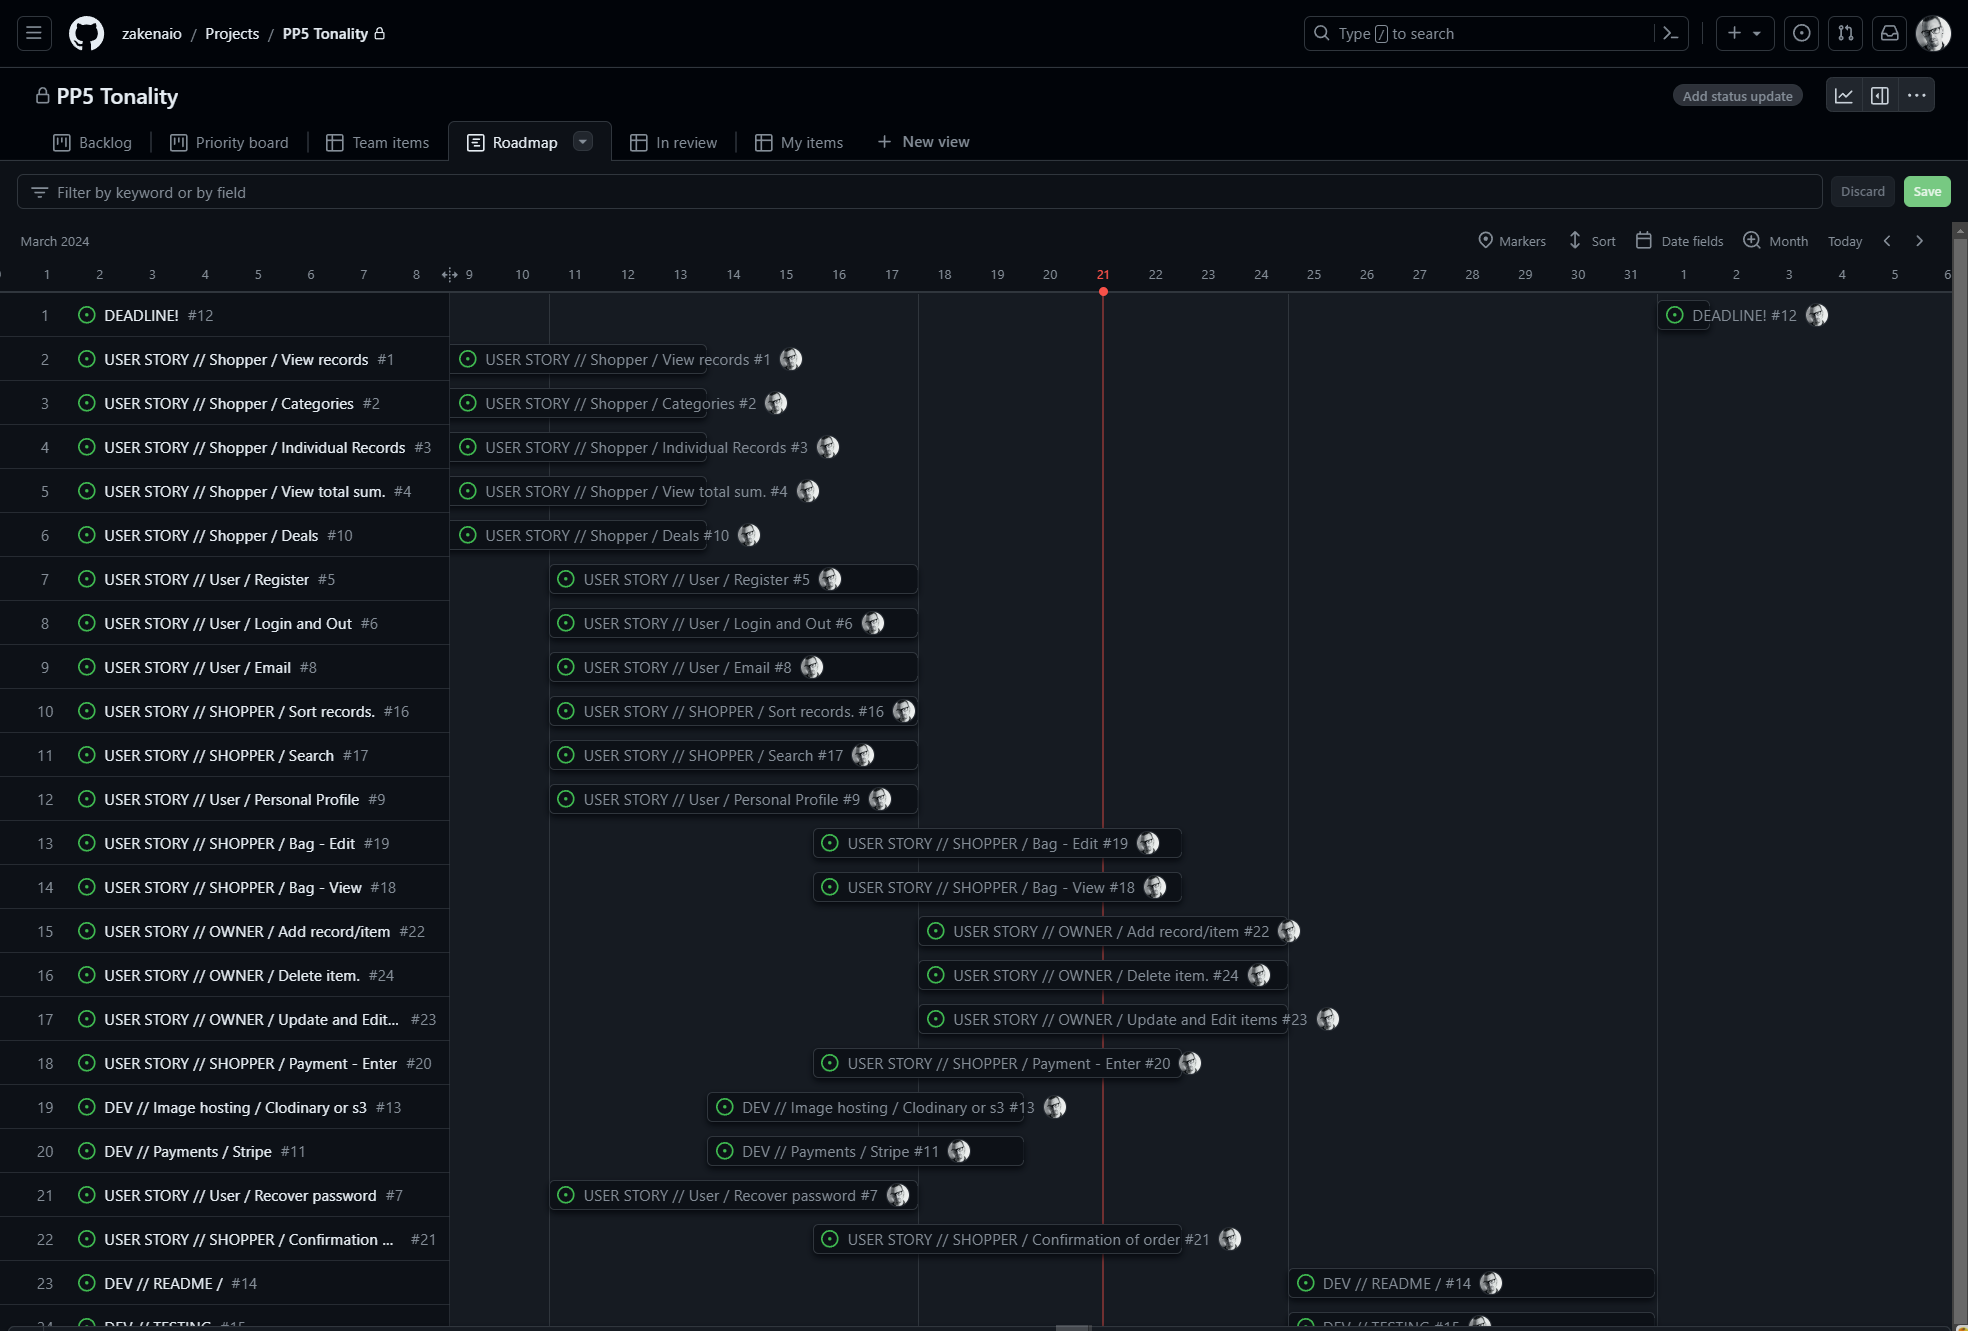 zakenaio / Projects / PP5 Tonality
Type / to search
PP5 Tonality
Add status update
Backlog
Priority board
Team items
Roadmap
In review
My items
New view
Filter by keyword or by field
Discard
Save
March 2024
Markers
Sort
Date fields
Month
Today
1 2 3 4 5 6 7 8 9 10 11 12 13 14 15 16 17 18 19 20 21 22 23 24 25 26 27 28 29 30 31 1 2 3 4 5 6
1 DEADLINE! #12 DEADLINE! #12
2 USER STORY // Shopper / View records #1 USER STORY // Shopper / View records #1
3 USER STORY // Shopper / Categories #2 USER STORY // Shopper / Categories #2
4 USER STORY // Shopper / Individual Records #3 USER STORY // Shopper / Individual Records #3
5 USER STORY // Shopper / View total sum. #4 USER STORY // Shopper / View total sum. #4
6 USER STORY // Shopper / Deals #10 USER STORY // Shopper / Deals #10
7 USER STORY // User / Register #5 USER STORY // User / Register #5
8 USER STORY // User / Login and Out #6 USER STORY // User / Login and Out #6
9 USER STORY // User / Email #8 USER STORY // User / Email #8
10 USER STORY // SHOPPER / Sort records. #16 USER STORY // SHOPPER / Sort records. #16
11 USER STORY // SHOPPER / Search #17 USER STORY // SHOPPER / Search #17
12 USER STORY // User / Personal Profile #9 USER STORY // User / Personal Profile #9
13 USER STORY // SHOPPER / Bag - Edit #19 USER STORY // SHOPPER / Bag - Edit #19
14 USER STORY // SHOPPER / Bag - View #18 USER STORY // SHOPPER / Bag - View #18
15 USER STORY // OWNER / Add record/item #22 USER STORY // OWNER / Add record/item #22
16 USER STORY // OWNER / Delete item. #24 USER STORY // OWNER / Delete item. #24
17 USER STORY // OWNER / Update and Edit... #23 USER STORY // OWNER / Update and Edit items #23
18 USER STORY // SHOPPER / Payment - Enter #20 USER STORY // SHOPPER / Payment - Enter #20
19 DEV // Image hosting / Clodinary or s3 #13 DEV // Image hosting / Clodinary or s3 #13
20 DEV // Payments / Stripe #11 DEV // Payments / Stripe #11
21 USER STORY // User / Recover password #7 USER STORY // User / Recover password #7
22 USER STORY // SHOPPER / Confirmation ... #21 USER STORY // SHOPPER / Confirmation of order #21
23 DEV // README / #14 DEV // README / #14
24 DEV // TESTING #15 DEV // TESTING #15